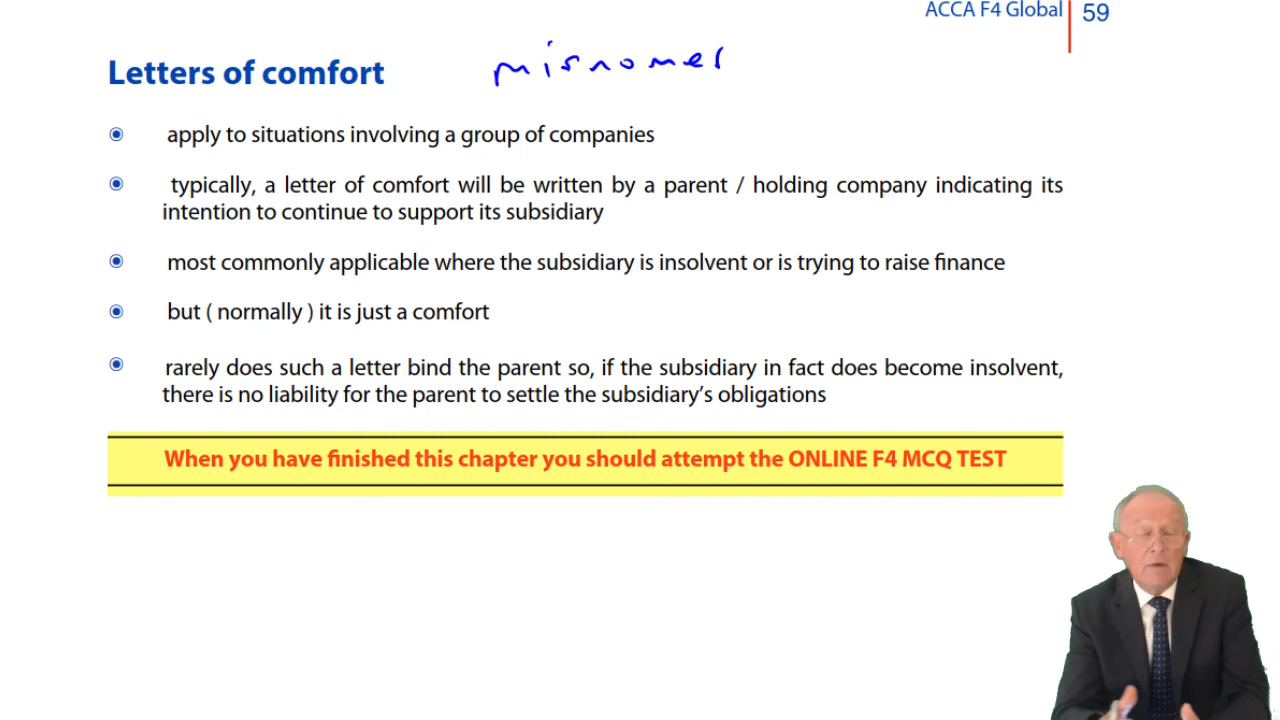 ACCA F4 Global 59
Letters of comfort misnomer
apply to situations involving a group of companies
typically, a letter of comfort will be written by a parent / holding company indicating its
intention to continue to support its subsidiary
most commonly applicable where the subsidiary is insolvent or is trying to raise finance
but ( normally ) it is just a comfort
rarely does such a letter bind the parent so, if the subsidiary in fact does become insolvent,
there is no liability for the parent to settle the subsidiary's obligations
When you have finished this chapter you should attempt the ONLINE F4 MCQ TEST